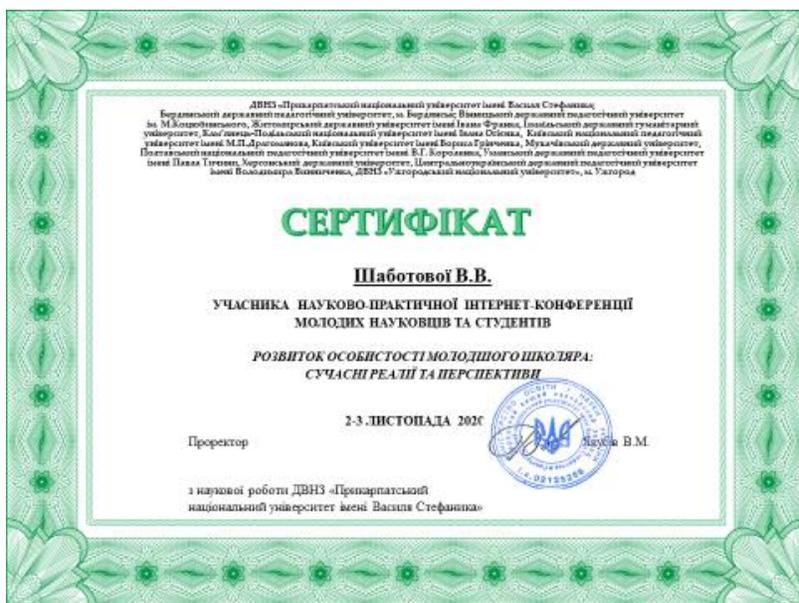 ДВНЗ «Прикарпатський національний університет імені Василя Стефаника;
Бердянський державний педагогічний університет, м. Бердянськ; Вінницький державний педагогічний університет
ім. М.Коцюбинського, Житомирський державний університет імені Івана Франка, Ізмаїльський державний гуманітарний
університет, Кам'янець-Подільський національний університет імені Івана Огієнка, Київський національний педагогічний
університет імені М.П.Драгоманова, Київський університет імені Бориса Грінченка, Мукачівський державний університет,
Полтавський національний педагогічний університет імені В.Г. Короленка, Уманський державний педагогічний університет
імені Павла Тичини, Херсонський державний університет, Центральноукраїнський державний педагогічний університет
імені Володимира Винниченка, ДВНЗ «Ужгородський національний університет», м. Ужгород
СЕРТИФІКАТ
Шаботової В.В.
УЧАСНИКА НАУКОВО-ПРАКТИЧНОЇ ІНТЕРНЕТ-КОНФЕРЕНЦІЇ
МОЛОДИХ НАУКОВЦІВ ТА СТУДЕНТІВ
РОЗВИТОК ОСОБИСТОСТІ МОЛОДШОГО ШКОЛЯРА:
СУЧАСНІ РЕАЛІЇ ТА ПЕРСПЕКТИВИ
2-3 ЛИСТОПАДА 2020
Проректор В.М.
з наукової роботи ДВНЗ «Прикарпатський
національний університет імені Василя Стефаника»